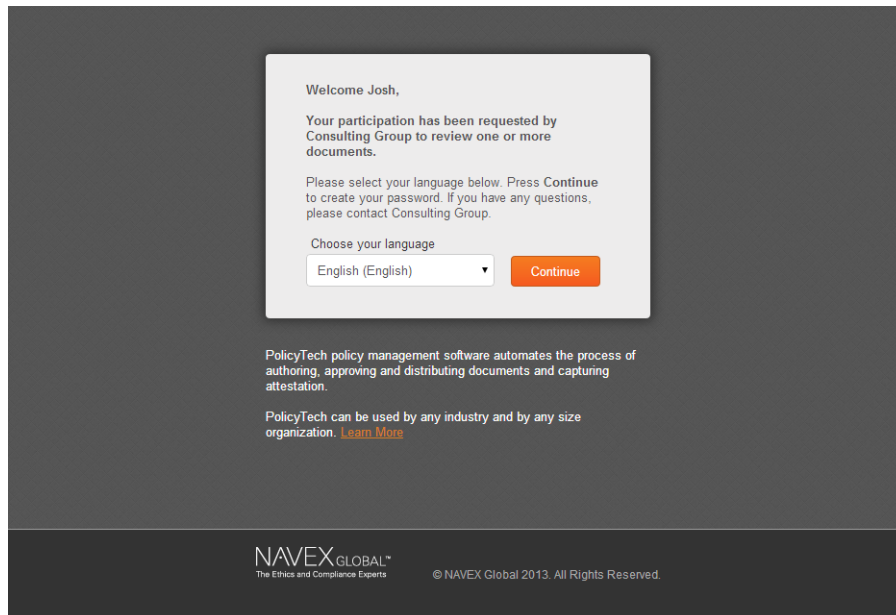 Welcome Josh,
Your participation has been requested by
Consulting Group to review one or more
documents.
Please select your language below. Press Continue
to create your password. If you have any questions,
please contact Consulting Group.
Choose your language
English (English)
Continue
PolicyTech policy management software automates the process of
authoring, approving and distributing documents and capturing
attestation.
PolicyTech can be used by any industry and by any size
organization. Learn More
NAVEX GLOBAL™
The Ethics and Compliance Experts
© NAVEX Global 2013. All Rights Reserved.